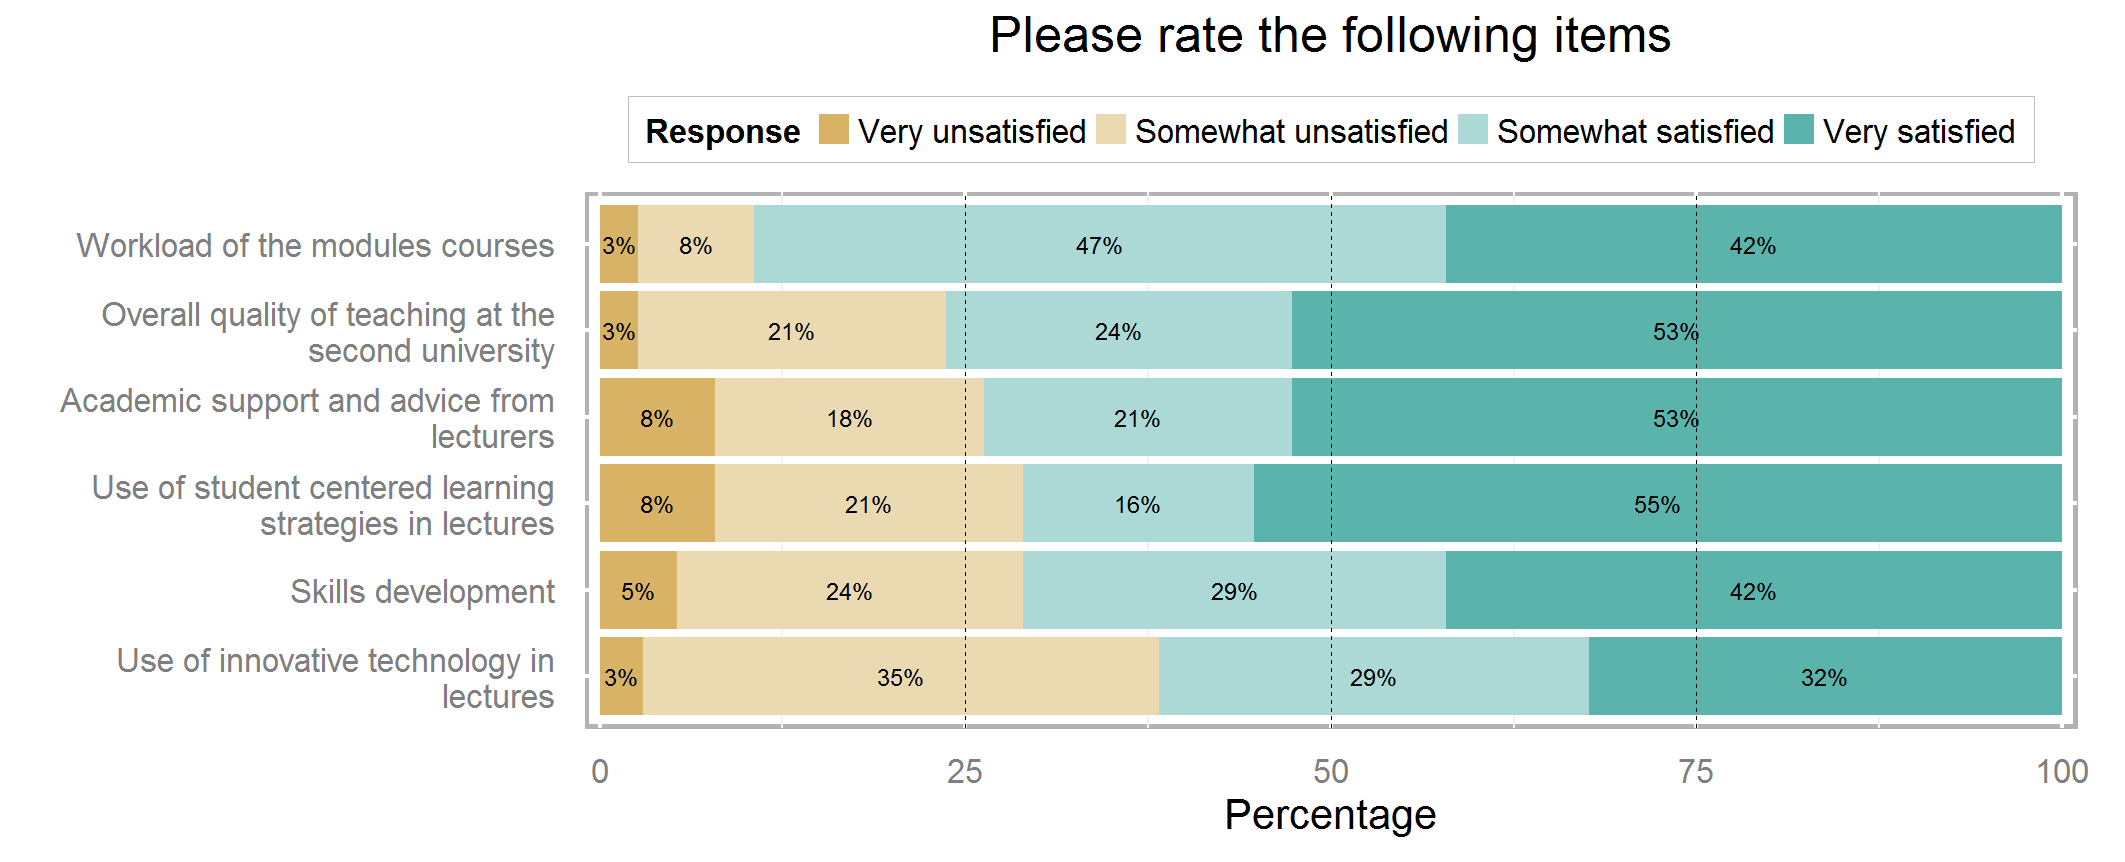 Please rate the following items
Response Very unsatisfied Somewhat unsatisfied Somewhat satisfied Very satisfied
Workload of the modules courses 3% 8% 47% 42%
Overall quality of teaching at the
second university
3% 21% 24% 53%
Academic support and advice from
lecturers
8% 18% 21% 53%
Use of student centered learning
strategies in lectures
8% 21% 16% 55%
Skills development 5% 24% 29% 42%
Use of innovative technology in
lectures
3% 35% 29% 32%
0 25 50 75 100
Percentage